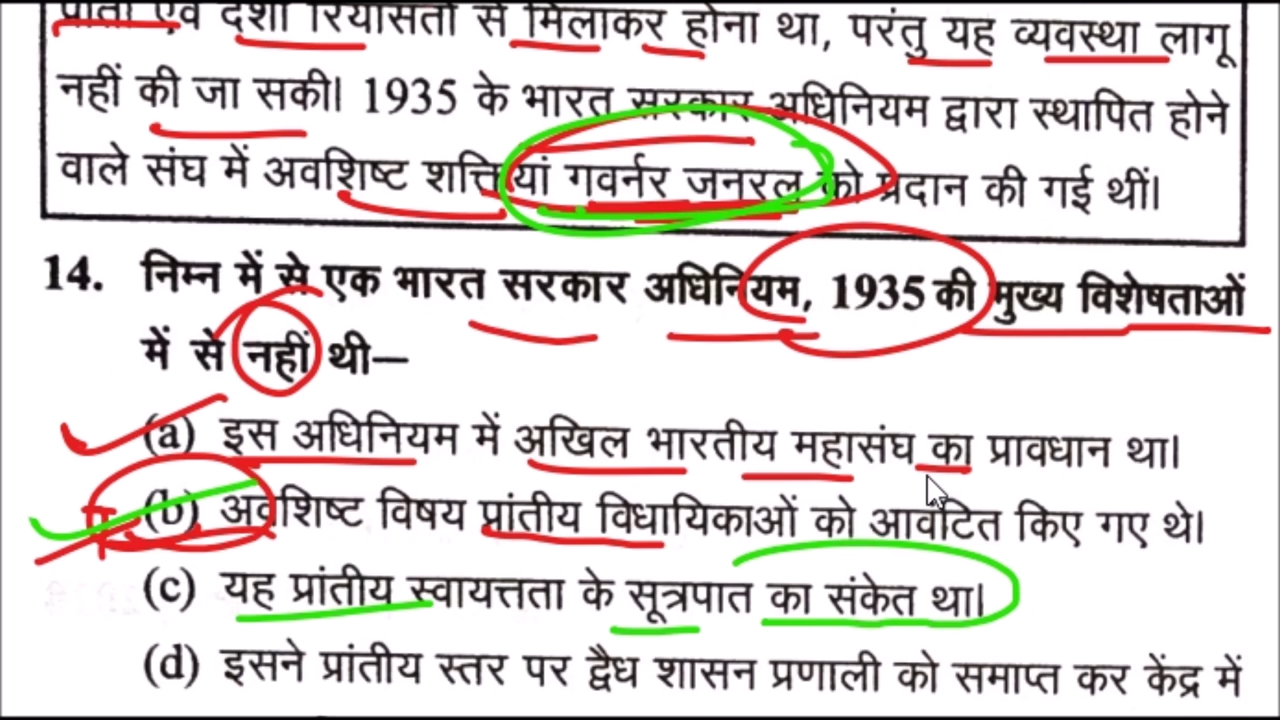 प्रांतों एवं देशी रियासतों से मिलाकर होना था, परंतु यह व्यवस्था लागू
नहीं की जा सकी। 1935 के भारत सरकार अधिनियम द्वारा स्थापित होने
वाले संघ में अवशिष्ट शक्तियां गवर्नर जनरल को प्रदान की गई थीं।
14. निम्न में से एक भारत सरकार अधिनियम, 1935 की मुख्य विशेषताओं
में से नहीं थी—
(a) इस अधिनियम में अखिल भारतीय महासंघ का प्रावधान था।
(b) अवशिष्ट विषय प्रांतीय विधायिकाओं को आवंटित किए गए थे।
(c) यह प्रांतीय स्वायत्तता के सूत्रपात का संकेत था।
(d) इसने प्रांतीय स्तर पर द्वैध शासन प्रणाली को समाप्त कर केंद्र में